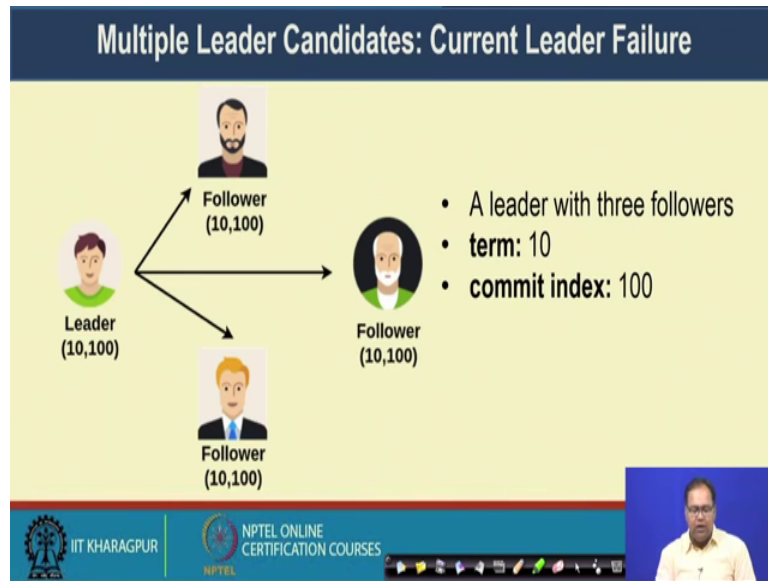 Multiple Leader Candidates: Current Leader Failure
Follower
(10,100)
Leader
(10,100)
Follower
(10,100)
Follower
(10,100)
• A leader with three followers
• term: 10
• commit index: 100
IIT KHARAGPUR
NPTEL
NPTEL ONLINE
CERTIFICATION COURSES